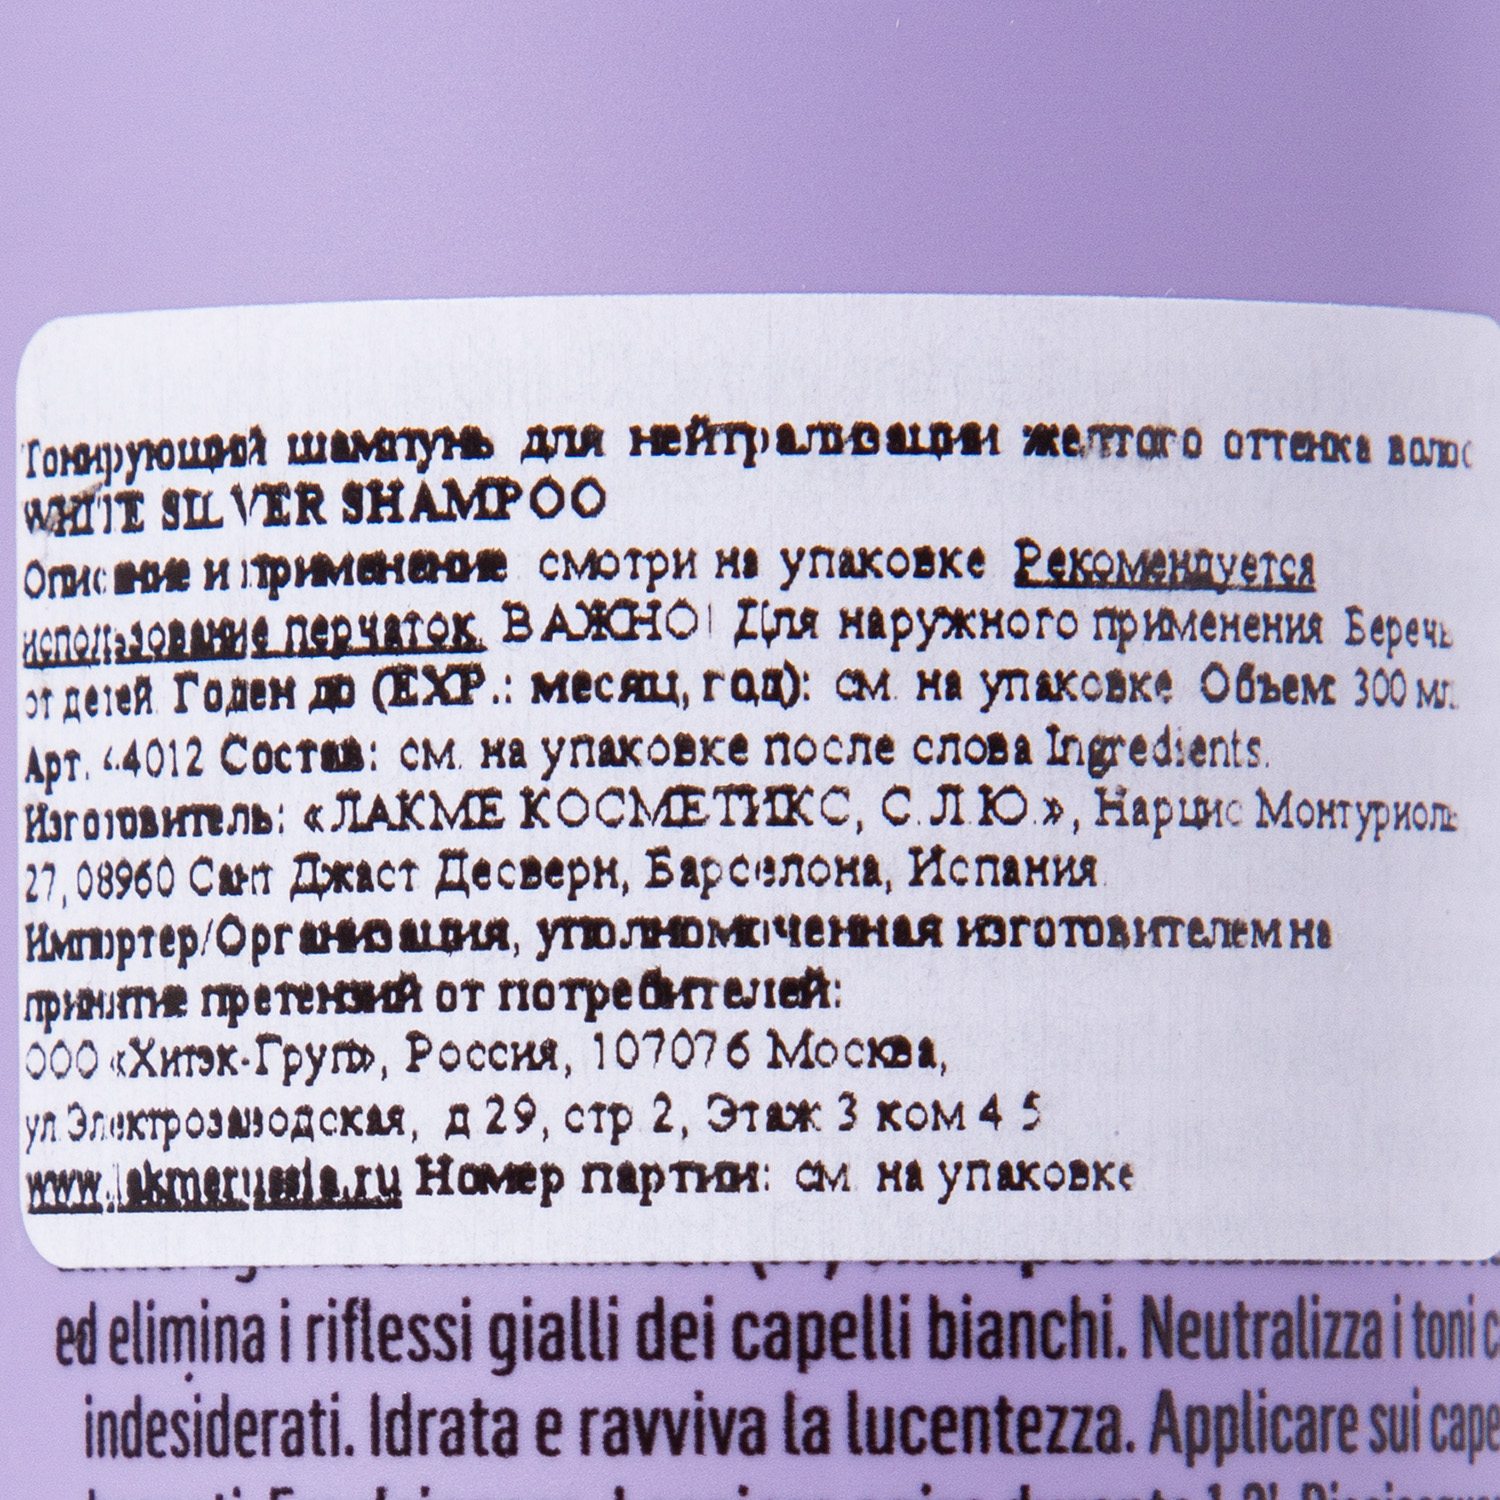 Тонирующий шампунь для нейтрализации желтого оттенка волос
WHITE SILVER SHAMPOO
Описание и применение смотри на упаковке Рекомендуется
использование перчаток. ВАЖНО! Для наружного применения Беречь
от детей. Годен до (EXP.: месяц, год): см. на упаковке Объем: 300 мл.
Арт. 44012 Состав: см. на упаковке после слова Ingredients.
Изготовитель: «ЛАКМЕ КОСМЕТИКС, С.Л.Ю.», Нарцис Монтуриоль
27, 08960 Сант Джаст Десверн, Барселона, Испания
Импортер/Организация, уполномоченная изготовителем на
принятие претензий от потребителей:
ООО «Хитэк-Груп», Россия, 107076 Москва,
ул. Электрозаводская, д 29, стр 2, Этаж 3 ком 4 5
www.lakmerussia.ru Номер партии: см. на упаковке
ed elimina i riflessi gialli dei capelli bianchi. Neutralizza i toni
indesiderati. Idrata e ravviva la lucentezza. Applicare sui cape